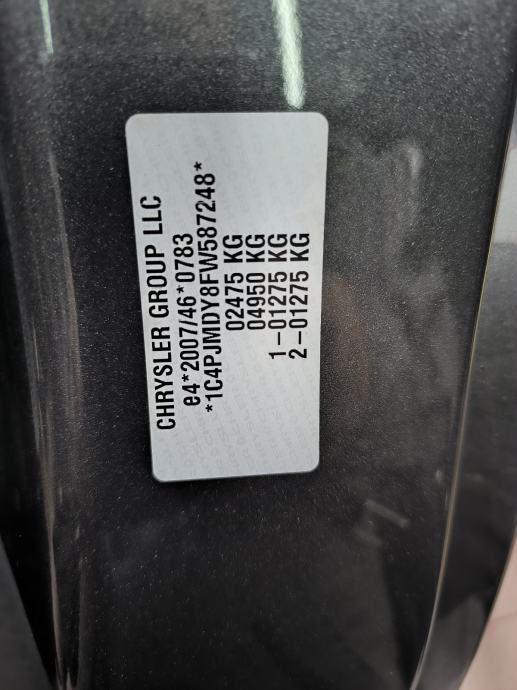 CHRYSLER GROUP LLC
e4*2007/46*0783
*1C4PJMDY8FW587248*
02475 KG
04950 KG
1-01275 KG
2-01275 KG